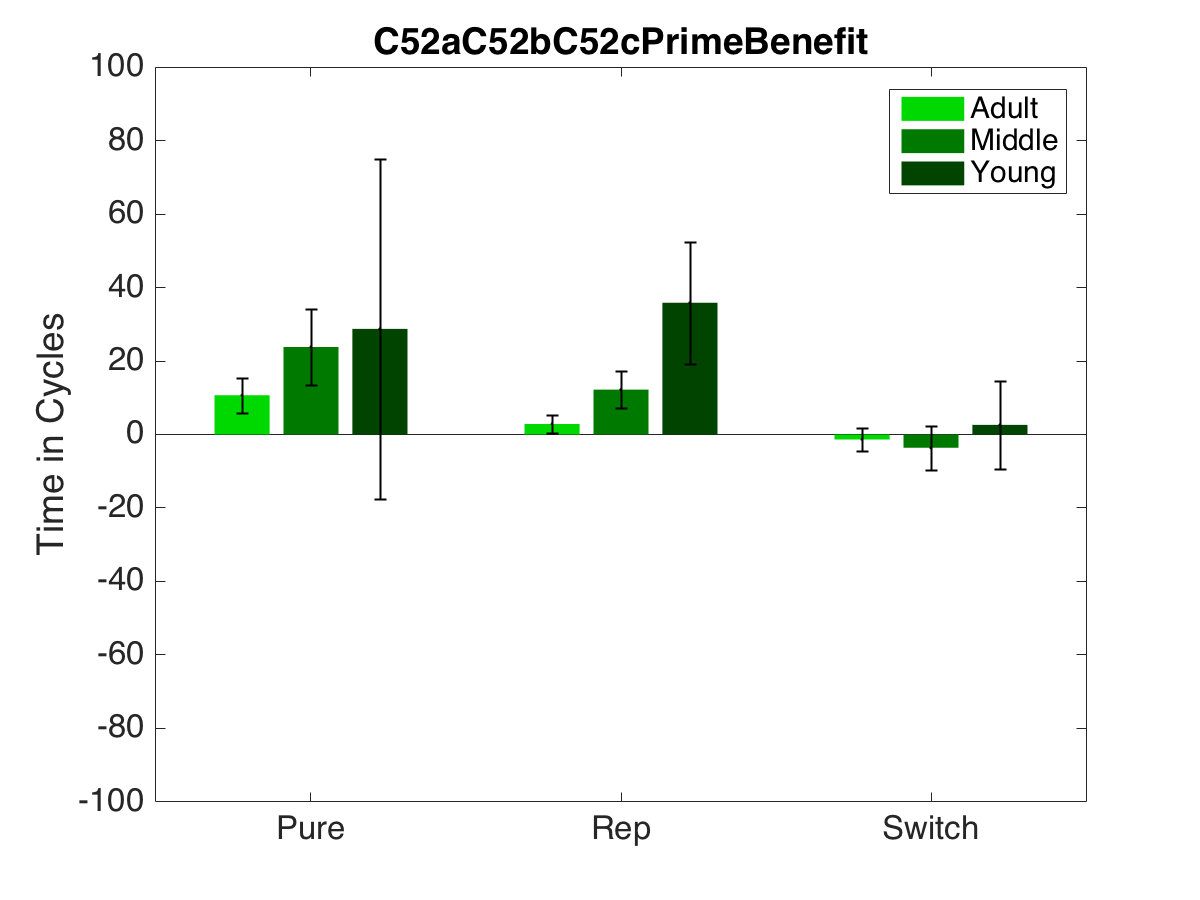 C52aC52bC52cPrimeBenefit
100
80
60
40
20
0
-20
-40
-60
-80
-100
Time in Cycles
Adult
Middle
Young
Pure
Rep
Switch